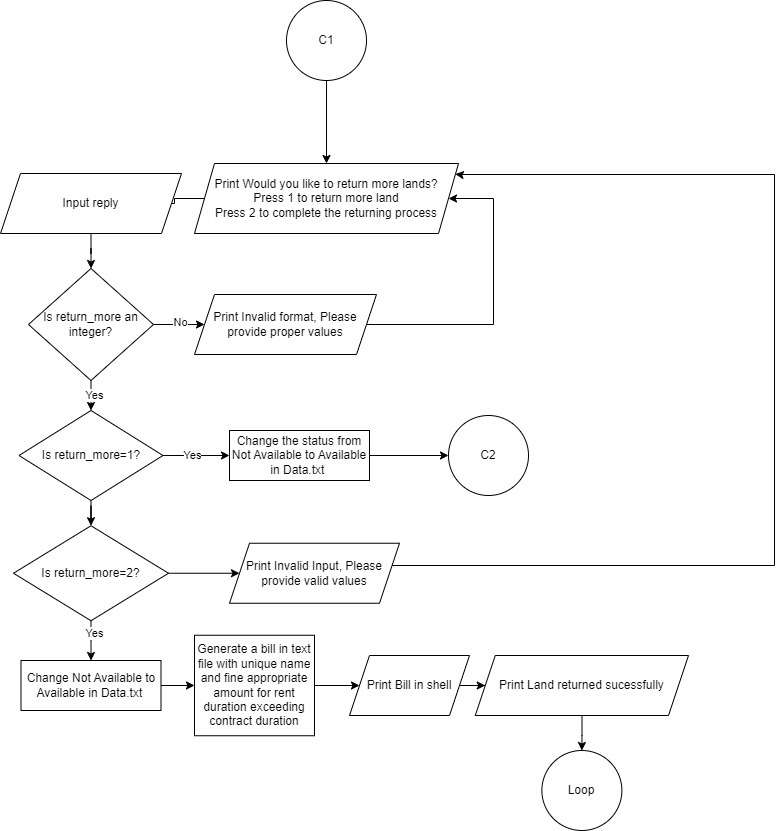 C1
Print Would you like to return more lands?
Press 1 to return more land
Press 2 to complete the returning process
Input reply
Is return_more an
integer?
No
Print Invalid format, Please
provide proper values
Yes
Is return_more=1?
Yes
Change the status from
Not Available to Available
in Data.txt
C2
Is return_more=2?
Print Invalid Input, Please
provide valid values
Yes
Change Not Available to
Available in Data.txt
Generate a bill in text
file with unique name
and fine appropriate
amount for rent
duration exceeding
contract duration
Print Bill in shell
Print Land returned sucessfully
Loop